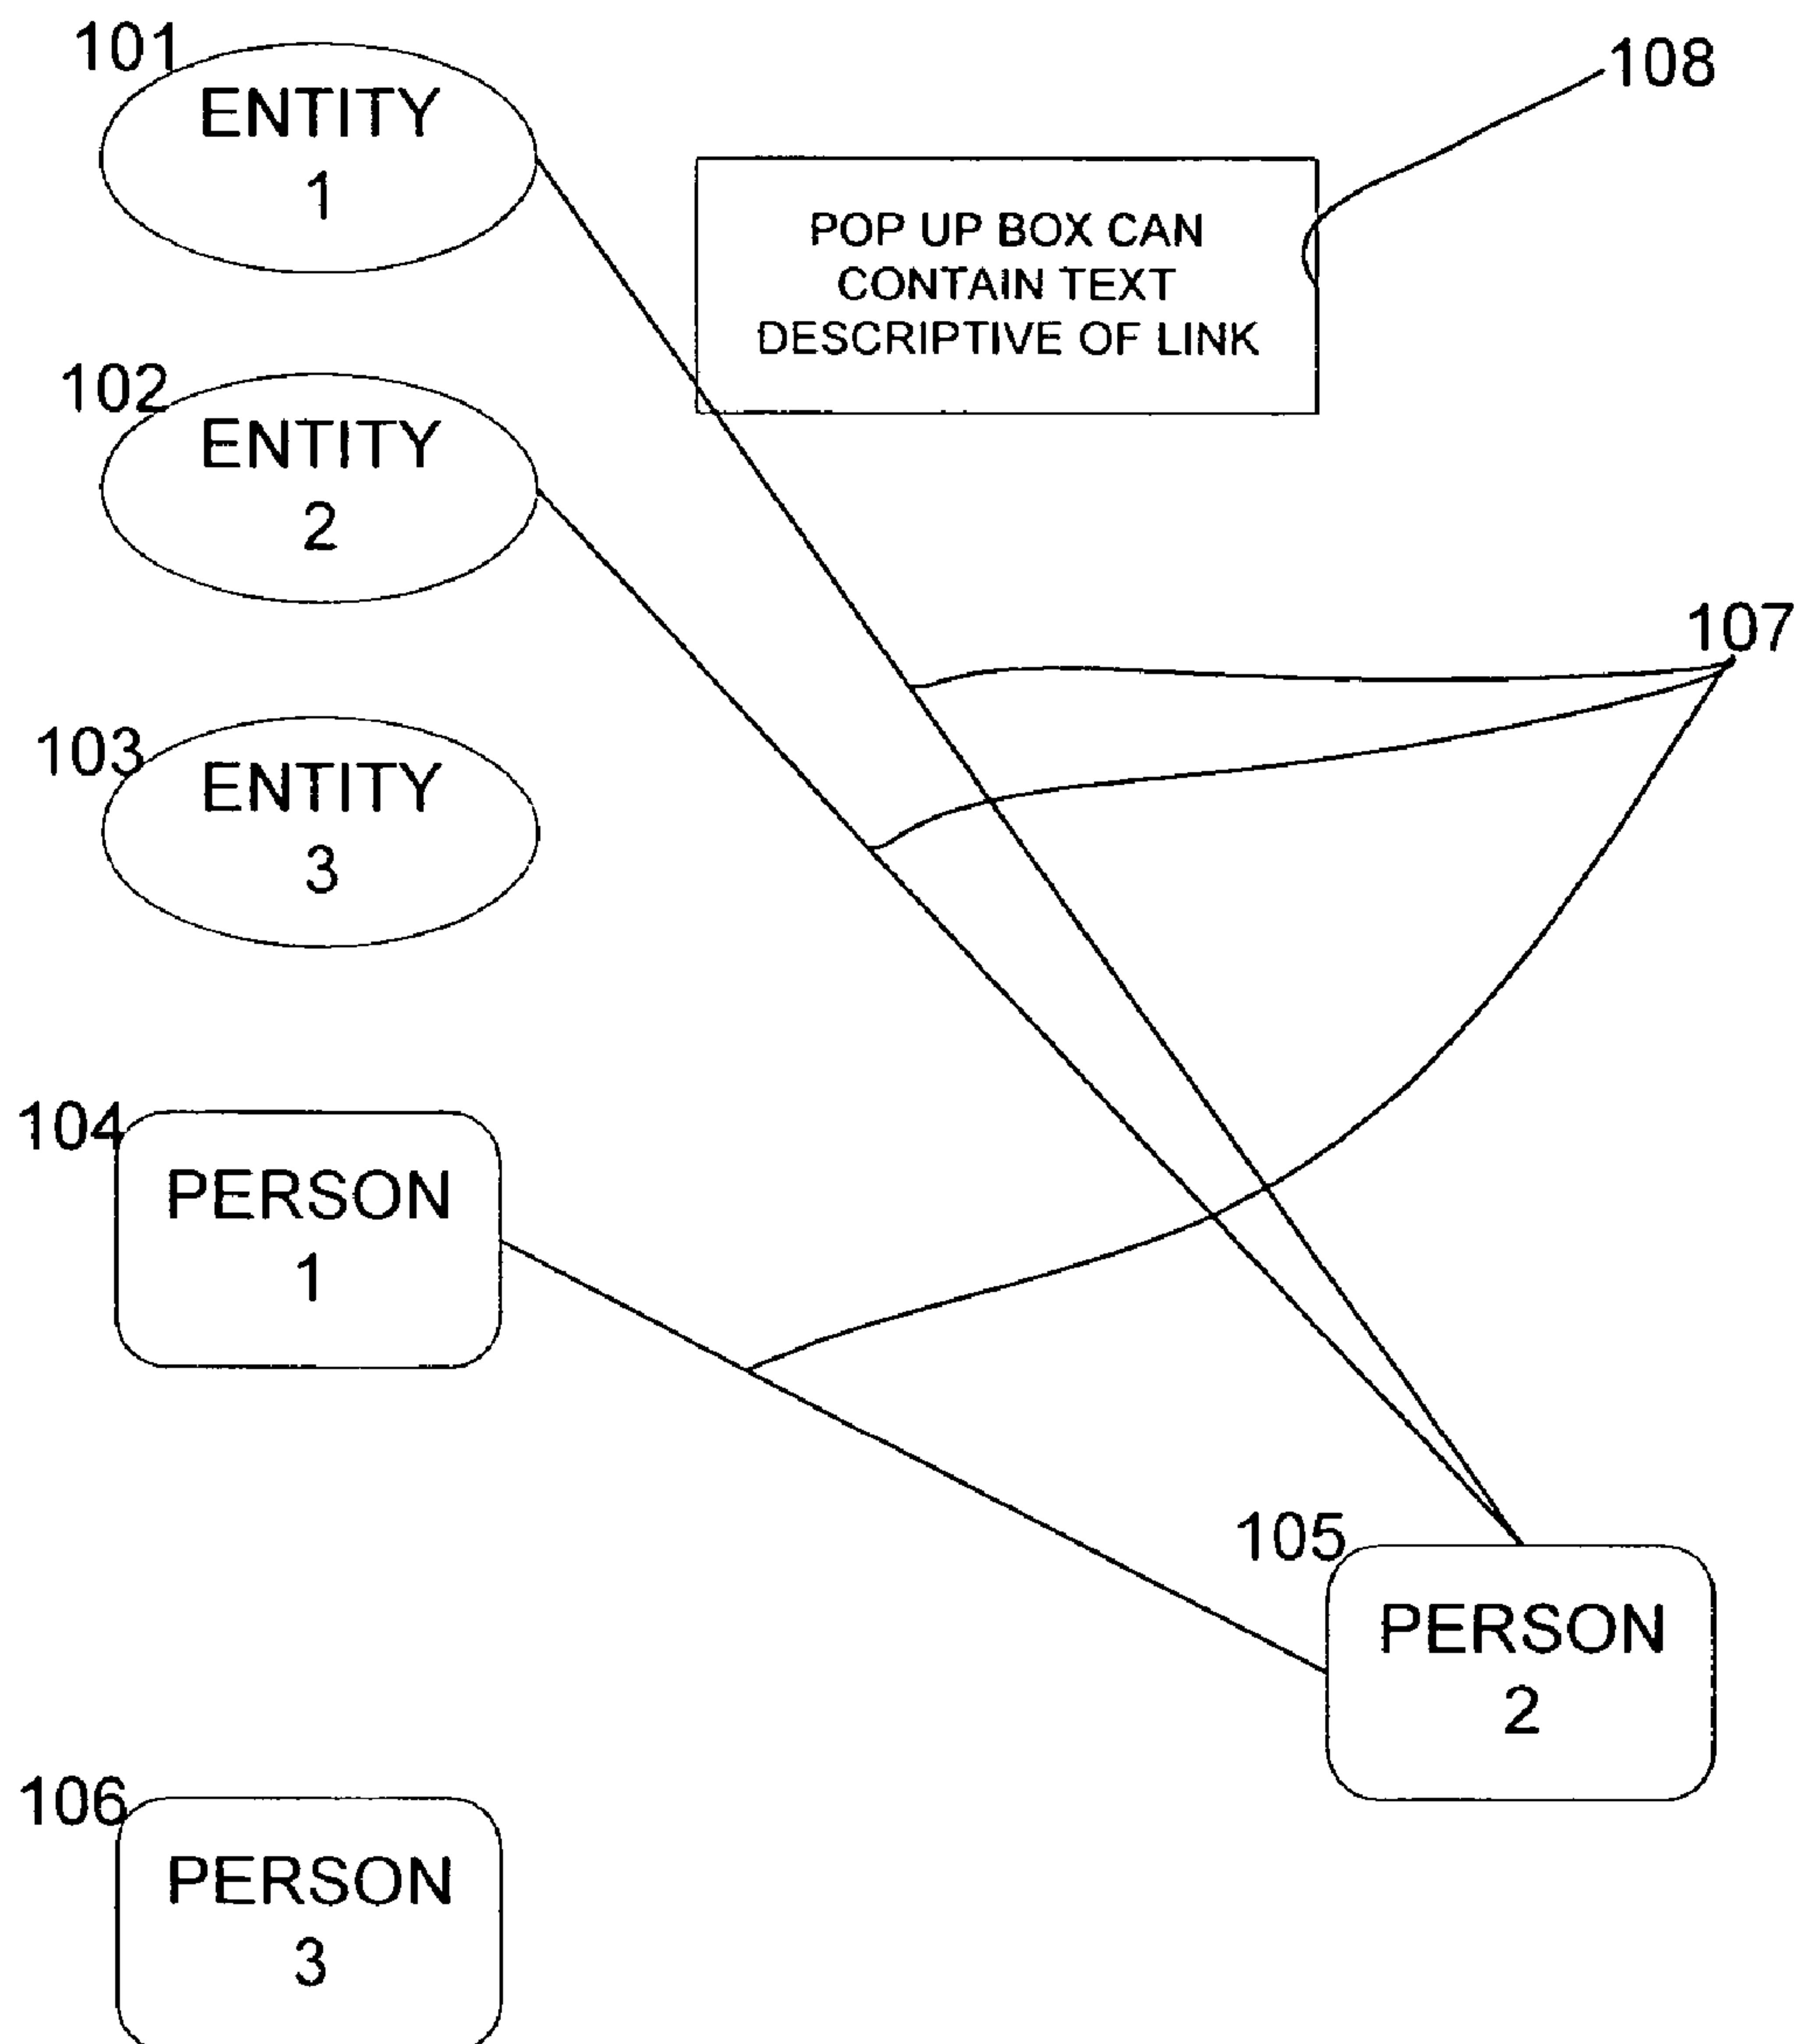 101
ENTITY
1
108
POP UP BOX CAN
CONTAIN TEXT
DESCRIPTIVE OF LINK
102
ENTITY
2
107
103
ENTITY
3
104
PERSON
1
105
PERSON
2
106
PERSON
3